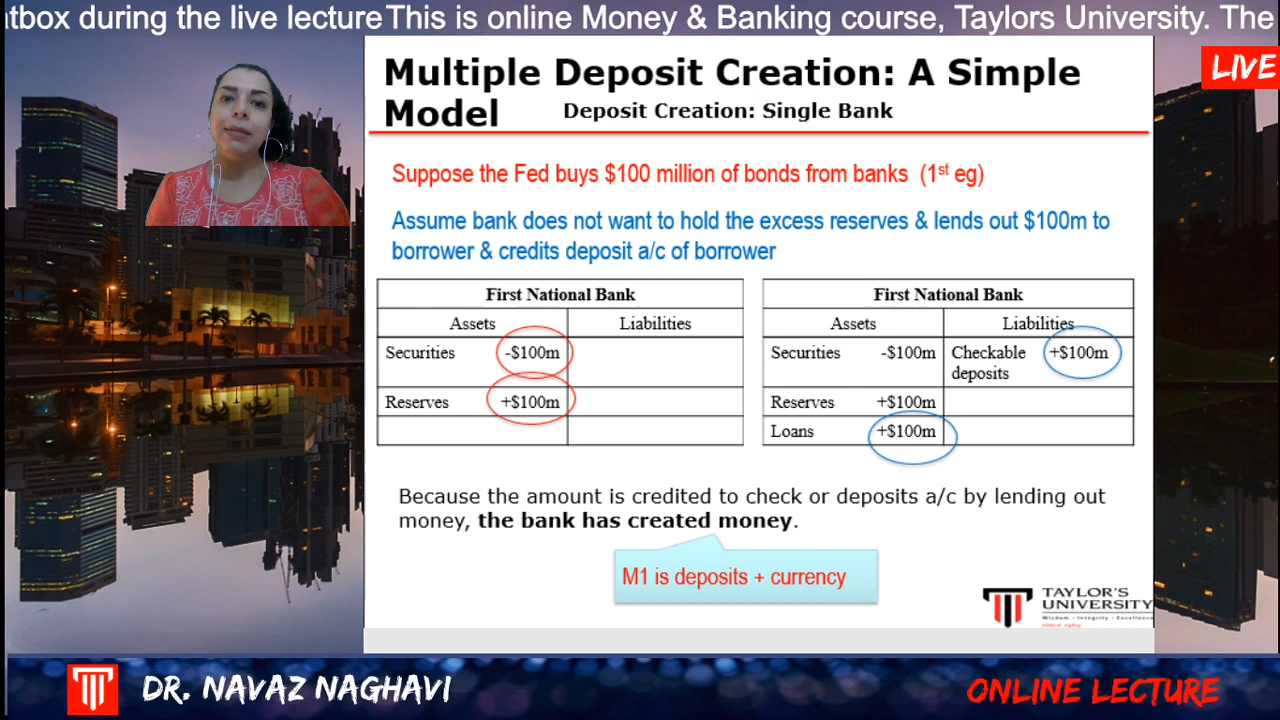 tbox during the live lecture This is online Money & Banking course, Taylors University. The
LIVE
Multiple Deposit Creation: A Simple
Model
Deposit Creation: Single Bank
Suppose the Fed buys $100 million of bonds from banks (1st eg)
Assume bank does not want to hold the excess reserves & lends out $100m to
borrower & credits deposit a/c of borrower
First National Bank
Assets Liabilities
Securities -$100m
Reserves +$100m
First National Bank
Assets Liabilities
Securities -$100m Checkable +$100m
deposits
Reserves +$100m
Loans +$100m
Because the amount is credited to check or deposits a/c by lending out
money, the bank has created money.
M1 is deposits + currency
TAYLOR'S
UNIVERSITY
Wisdom · Integrity · Excellence
since 1969
DR. NAVAZ NAGHAVI
ONLINE LECTURE